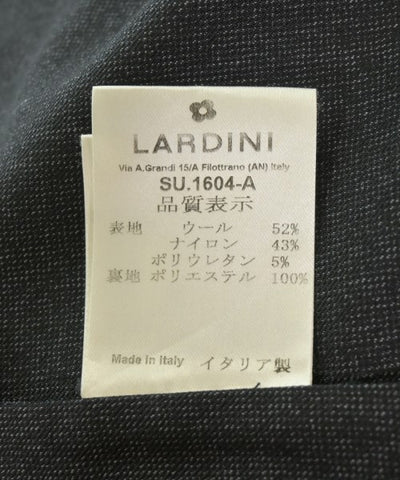 LARDINI
Via A.Grandi 15/A Filottrano (AN) Italy
SU.1604-A
品質表示
表地 ウール 52%
ナイロン 43%
ポリウレタン 5%
裏地 ポリエステル 100%
Made in Italy イタリア製